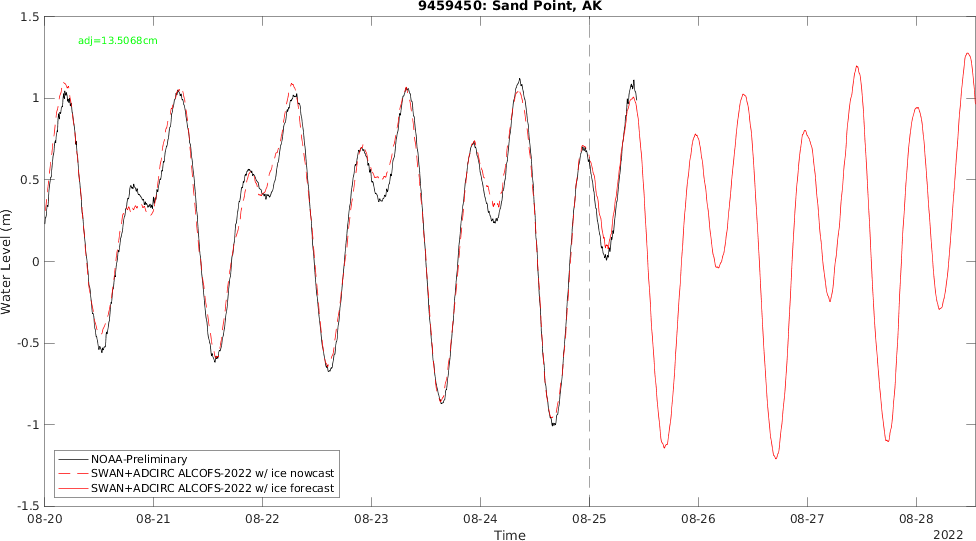 9459450: Sand Point, AK
adj=13.5068cm
1.5
1
0.5
0
-0.5
-1
-1.5
Water Level (m)
NOAA-Preliminary
SWAN+ADCIRC ALCOFS-2022 w/ ice nowcast
SWAN+ADCIRC ALCOFS-2022 w/ ice forecast
08-20 08-21 08-22 08-23 08-24 08-25 08-26 08-27 08-28
Time
2022